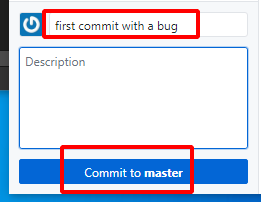 first commit with a bug
Description
Commit to master